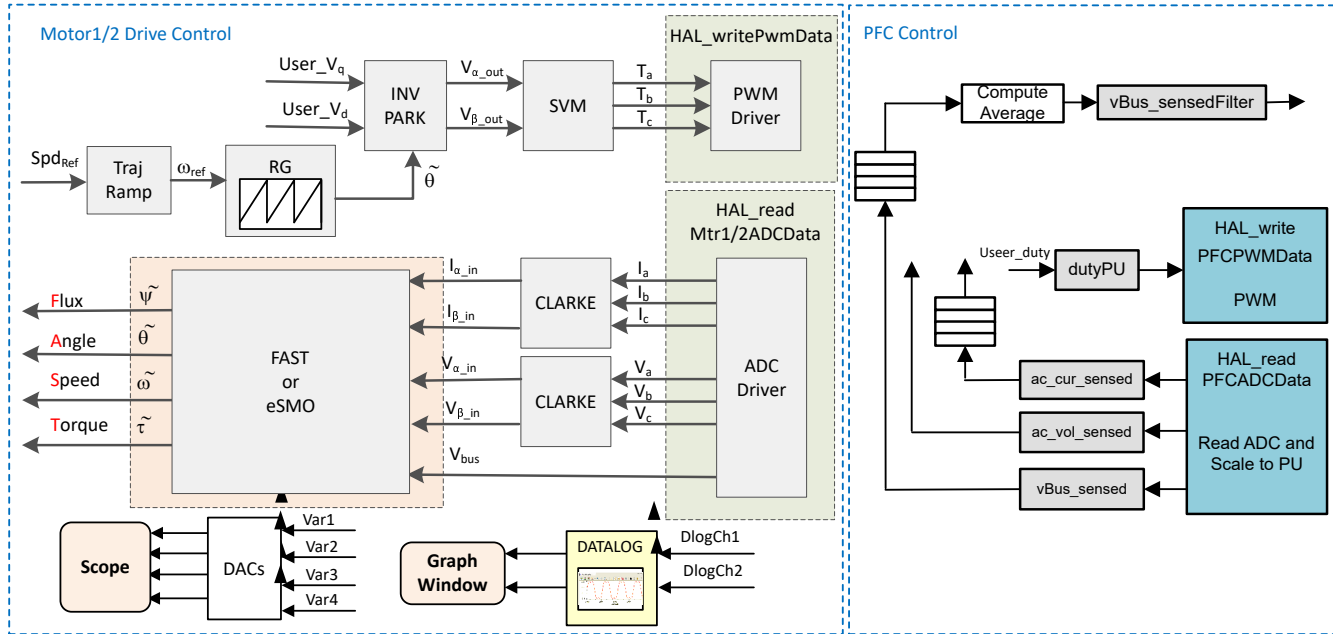 Motor1/2 Drive Control
HAL_writePwmData
User_Vq
User_Vd
INV
PARK
Vα_out
Vβ_out
SVM
Ta
Tb
Tc
PWM
Driver
SpdRef
Traj
Ramp
ωref
RG
θ~
HAL_read
Mtr1/2ADCData
Flux
Angle
Speed
Torque
ψ~
θ~
ω~
τ~
FAST
or
eSMO
Iα_in
Iβ_in
Vα_in
Vβ_in
Vbus
CLARKE
CLARKE
Ia
Ib
Ic
Va
Vb
Vc
ADC
Driver
Scope
DACs
Var1
Var2
Var3
Var4
Graph
Window
DATALOG
DlogCh1
DlogCh2
PFC Control
Compute
Average
vBus_sensedFilter
Useer_duty
dutyPU
HAL_write
PFCPWMData
PWM
ac_cur_sensed
ac_vol_sensed
vBus_sensed
HAL_read
PFCADCData
Read ADC and
Scale to PU